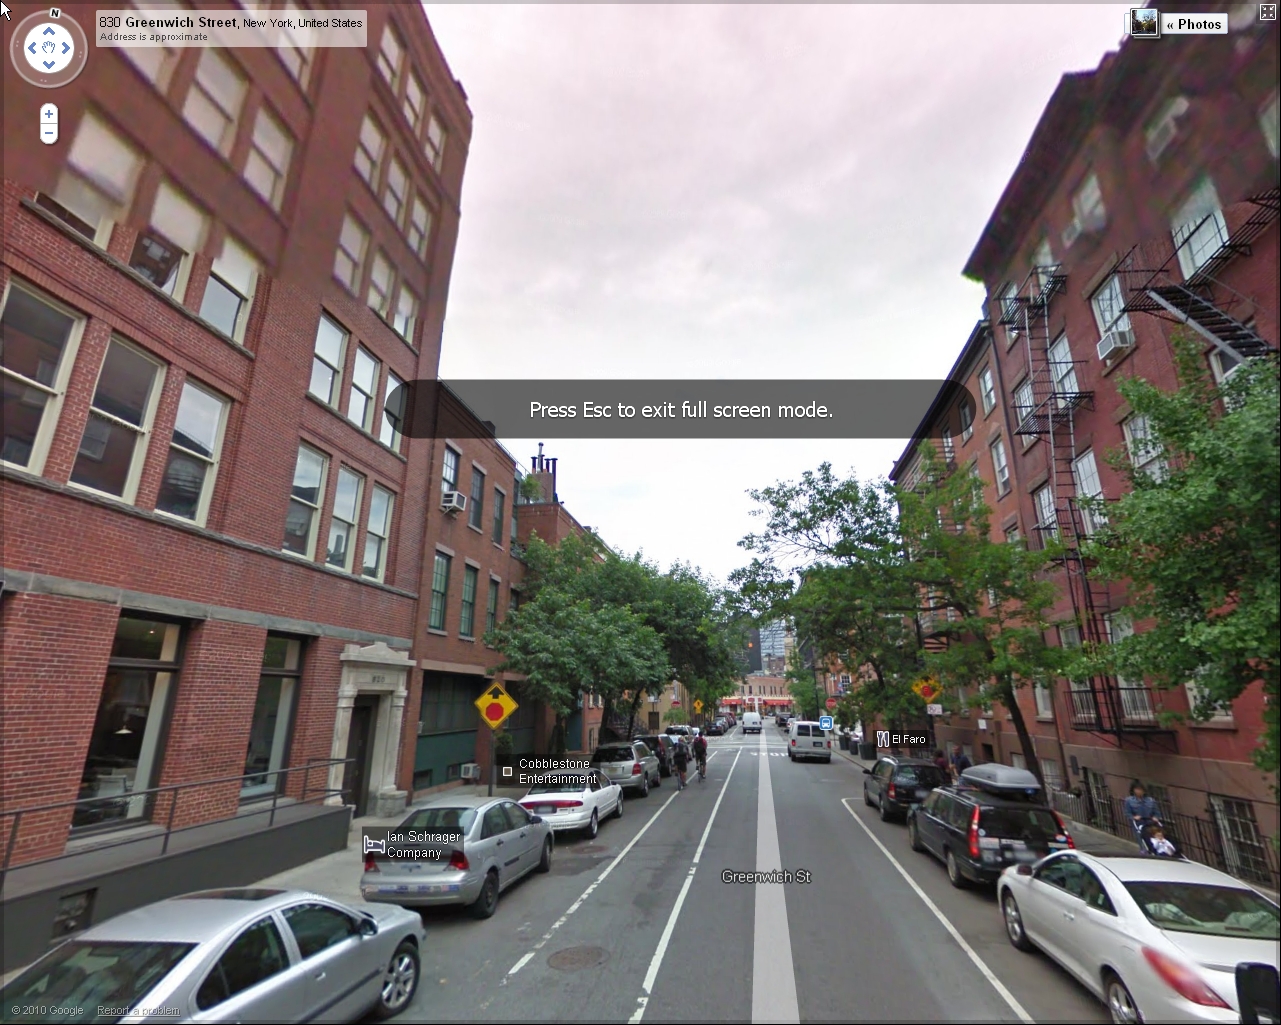 N
830 Greenwich Street, New York, United States
Address is approximate
« Photos
Press Esc to exit full screen mode.
El Faro
Cobblestone
Entertainment
Ian Schrager
Company
Greenwich St
© 2010 Google Report a problem